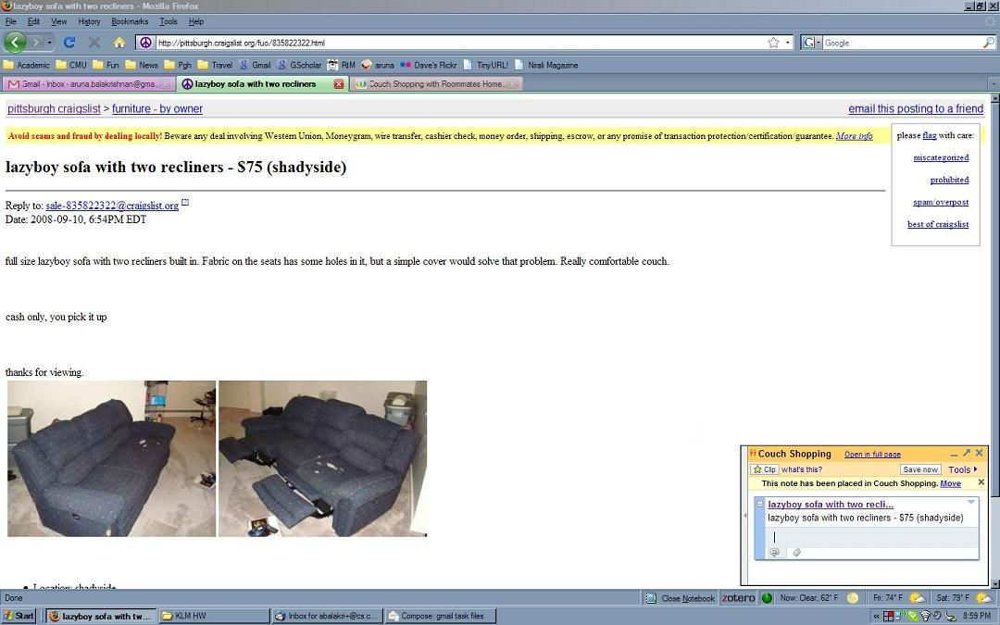 lazyboy sofa with two recliners - Mozilla Firefox
File Edit View History Bookmarks Tools Help
http://pittsburgh.craigslist.org/fuo/835822322.html
G Google
Academic CMU Fun News Pgh Travel Gmail GScholar RtM aruna Dave's Flickr TinyURL! Nirali Magazine
Gmail - Inbox - aruna.balakrishnan@gma... lazyboy sofa with two recliners Couch Shopping with Roommates Home...
pittsburgh craigslist > furniture - by owner email this posting to a friend
Avoid scams and fraud by dealing locally! Beware any deal involving Western Union, Moneygram, wire transfer, cashier check, money order, shipping, escrow, or any promise of transaction protection/certification/guarantee. More info
please flag with care:
miscategorized
prohibited
spam/overpost
best of craigslist
lazyboy sofa with two recliners - $75 (shadyside)
Reply to: sale-835822322@craigslist.org [?]
Date: 2008-09-10, 6:54PM EDT
full size lazyboy sofa with two recliners built in. Fabric on the seats has some holes in it, but a simple cover would solve that problem. Really comfortable couch.
cash only, you pick it up
thanks for viewing.
Couch Shopping Open in full page
Clip what's this? Save now Tools
This note has been placed in Couch Shopping. Move
lazyboy sofa with two recli...
lazyboy sofa with two recliners - $75 (shadyside)
Location: shadyside
Done Close Notebook zotero Now: Clear, 62° F Fri: 74° F Sat: 79° F
Start lazyboy sofa with tw... KLM HW Inbox for abalakri+@cs.c... Compose: gmail task files 8:59 PM